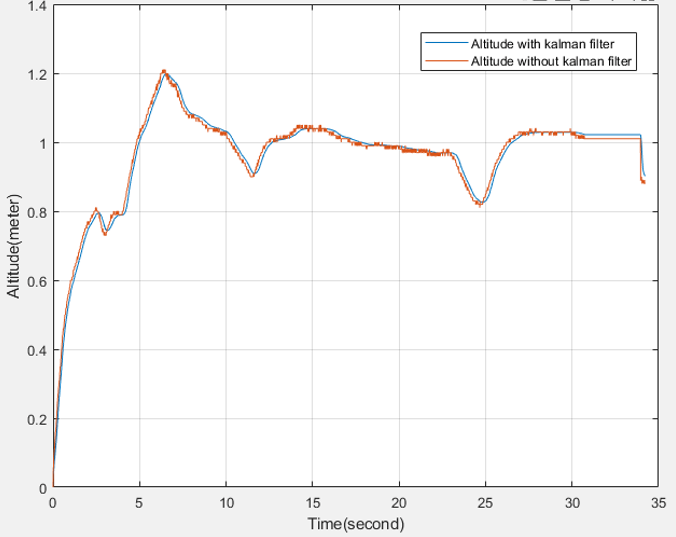 1.4
1.2
1
0.8
0.6
0.4
0.2
0
Altitude(meter)
Altitude with kalman filter
Altitude without kalman filter
0 5 10 15 20 25 30 35
Time(second)